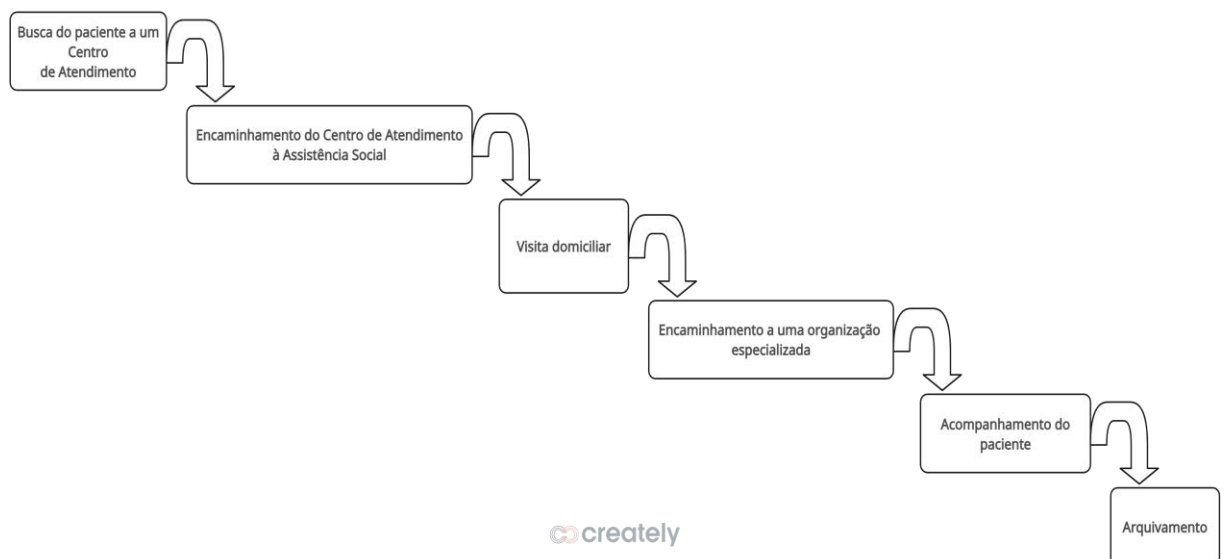 Busca do paciente a um
Centro
de Atendimento
Encaminhamento do Centro de Atendimento
à Assistência Social
Visita domiciliar
Encaminhamento a uma organização
especializada
Acompanhamento do
paciente
Arquivamento
creately